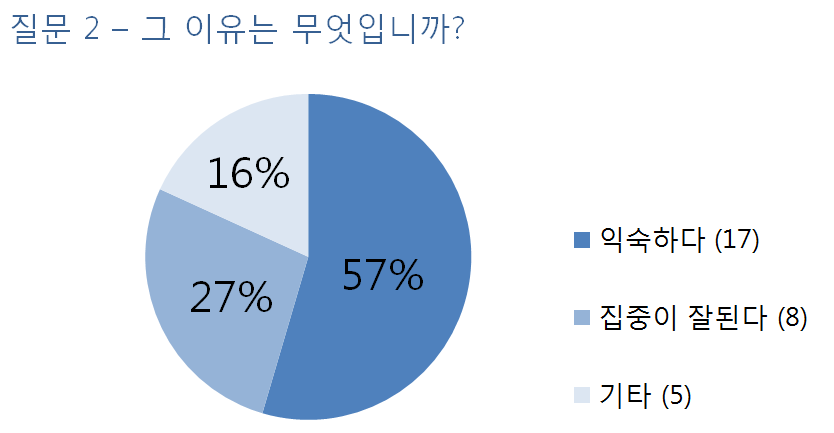 질문 2 – 그 이유는 무엇입니까?
16%
57%
27%
익숙하다 (17)
집중이 잘된다 (8)
기타 (5)